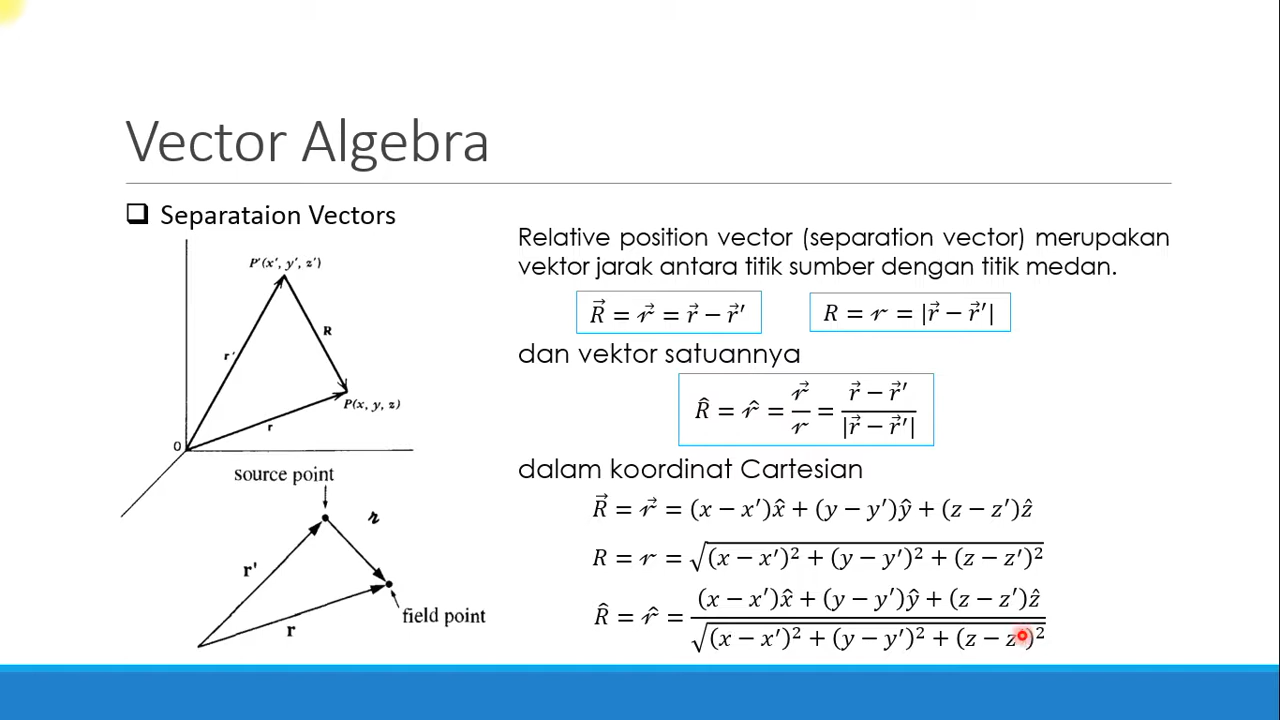 Vector Algebra
❑ Separataion Vectors
P'(x', y', z')
R
r'
P(x, y, z)
r
0
source point
𝓇
r'
field point
r
Relative position vector (separation vector) merupakan
vektor jarak antara titik sumber dengan titik medan.
R⃗ = 𝓇⃗ = r⃗ − r⃗′
R = 𝓇 = |r⃗ − r⃗′|
dan vektor satuannya
R̂ = 𝓇̂ = 𝓇⃗/𝓇 = (r⃗ − r⃗′)/|r⃗ − r⃗′|
dalam koordinat Cartesian
R⃗ = 𝓇⃗ = (x − x′)x̂ + (y − y′)ŷ + (z − z′)ẑ
R = 𝓇 = √(x − x′)² + (y − y′)² + (z − z′)²
R̂ = 𝓇̂ = (x − x′)x̂ + (y − y′)ŷ + (z − z′)ẑ
√(x − x′)² + (y − y′)² + (z − z′)²